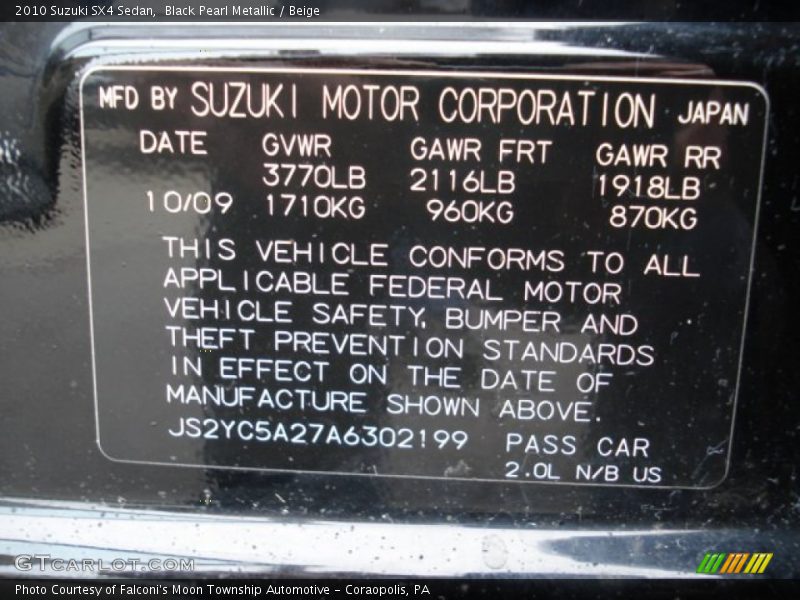 2010 Suzuki SX4 Sedan, Black Pearl Metallic / Beige
MFD BY SUZUKI MOTOR CORPORATION JAPAN
DATE GVWR GAWR FRT GAWR RR
3770LB 2116LB 1918LB
10/09 1710KG 960KG 870KG
THIS VEHICLE CONFORMS TO ALL
APPLICABLE FEDERAL MOTOR
VEHICLE SAFETY, BUMPER AND
THEFT PREVENTION STANDARDS
IN EFFECT ON THE DATE OF
MANUFACTURE SHOWN ABOVE.
JS2YC5A27A6302199 PASS CAR
2.0L N/B US
GTCarLot.com
Photo Courtesy of Falconi's Moon Township Automotive - Coraopolis, PA